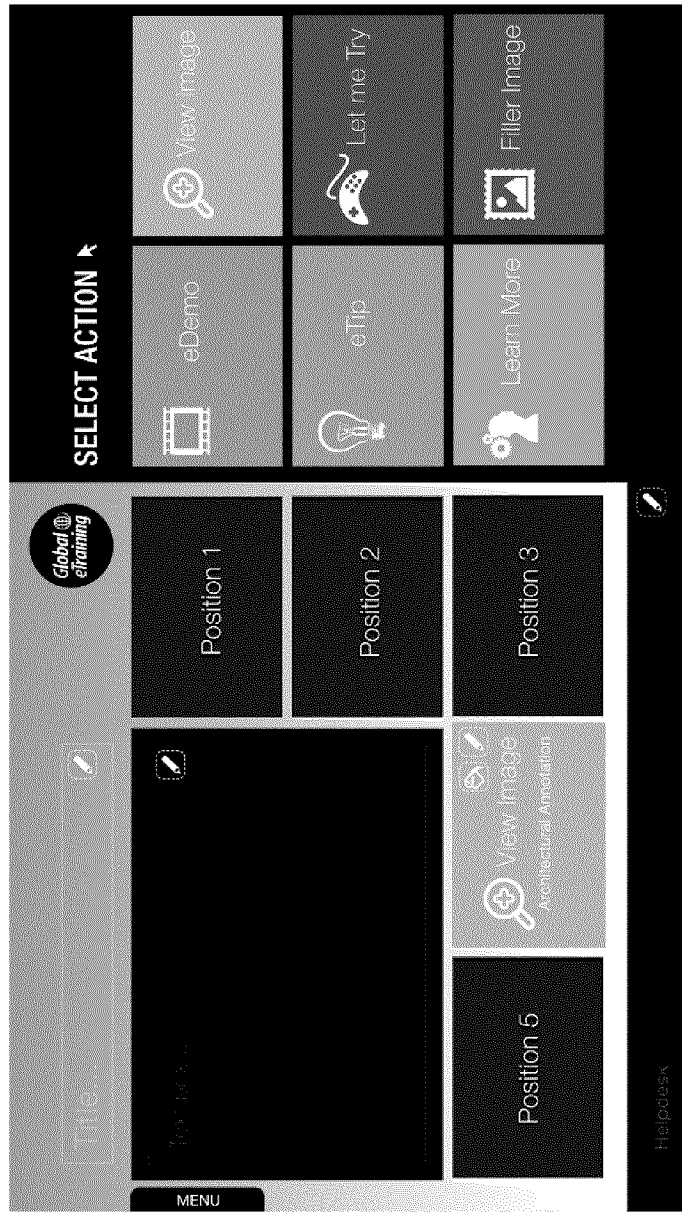 Title...
Global
eTraining
MENU
Position 1
Position 2
Position 5
View Image
Architectural Annotation
Position 3
Helpdesk
SELECT ACTION
eDemo
View Image
eTip
Let me Try
Learn More
Filler Image